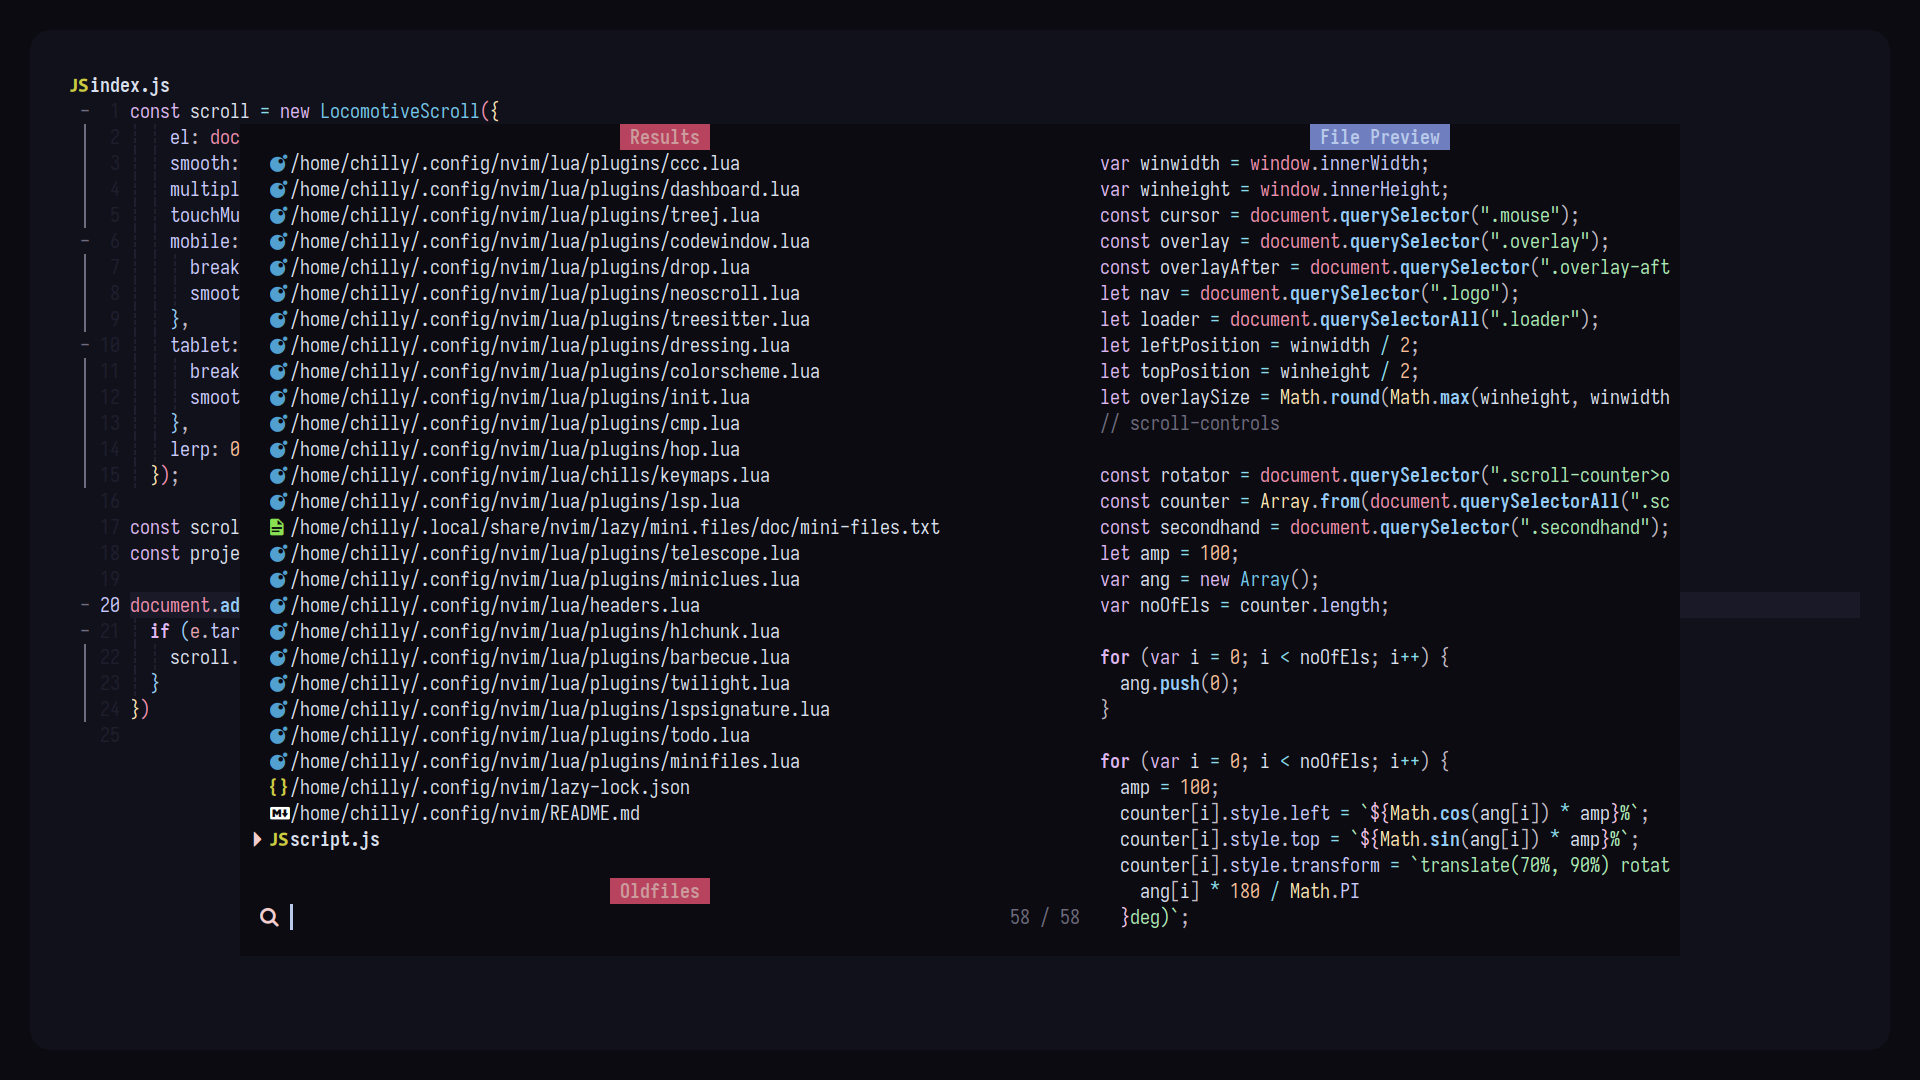 JS index.js
- 1 const scroll = new LocomotiveScroll({
2 el: doc
3 smooth:
4 multipl
5 touchMu
- 6 mobile:
7 break
8 smoot
9 },
- 10 tablet:
11 break
12 smoot
13 },
14 lerp: 0
15 });
16
17 const scrol
18 const proje
19
- 20 document.ad
- 21 if (e.tar
22 scroll.
23 }
24 })
25
Results
/home/chilly/.config/nvim/lua/plugins/ccc.lua
/home/chilly/.config/nvim/lua/plugins/dashboard.lua
/home/chilly/.config/nvim/lua/plugins/treej.lua
/home/chilly/.config/nvim/lua/plugins/codewindow.lua
/home/chilly/.config/nvim/lua/plugins/drop.lua
/home/chilly/.config/nvim/lua/plugins/neoscroll.lua
/home/chilly/.config/nvim/lua/plugins/treesitter.lua
/home/chilly/.config/nvim/lua/plugins/dressing.lua
/home/chilly/.config/nvim/lua/plugins/colorscheme.lua
/home/chilly/.config/nvim/lua/plugins/init.lua
/home/chilly/.config/nvim/lua/plugins/cmp.lua
/home/chilly/.config/nvim/lua/plugins/hop.lua
/home/chilly/.config/nvim/lua/chills/keymaps.lua
/home/chilly/.config/nvim/lua/plugins/lsp.lua
/home/chilly/.local/share/nvim/lazy/mini.files/doc/mini-files.txt
/home/chilly/.config/nvim/lua/plugins/telescope.lua
/home/chilly/.config/nvim/lua/plugins/miniclues.lua
/home/chilly/.config/nvim/lua/headers.lua
/home/chilly/.config/nvim/lua/plugins/hlchunk.lua
/home/chilly/.config/nvim/lua/plugins/barbecue.lua
/home/chilly/.config/nvim/lua/plugins/twilight.lua
/home/chilly/.config/nvim/lua/plugins/lspsignature.lua
/home/chilly/.config/nvim/lua/plugins/todo.lua
/home/chilly/.config/nvim/lua/plugins/minifiles.lua
{} /home/chilly/.config/nvim/lazy-lock.json
M /home/chilly/.config/nvim/README.md
JS script.js
Oldfiles
58 / 58
File Preview
var winwidth = window.innerWidth;
var winheight = window.innerHeight;
const cursor = document.querySelector(".mouse");
const overlay = document.querySelector(".overlay");
const overlayAfter = document.querySelector(".overlay-aft
let nav = document.querySelector(".logo");
let loader = document.querySelectorAll(".loader");
let leftPosition = winwidth / 2;
let topPosition = winheight / 2;
let overlaySize = Math.round(Math.max(winheight, winwidth
// scroll-controls

const rotator = document.querySelector(".scroll-counter>o
const counter = Array.from(document.querySelectorAll(".sc
const secondhand = document.querySelector(".secondhand");
let amp = 100;
var ang = new Array();
var noOfEls = counter.length;

for (var i = 0; i < noOfEls; i++) {
ang.push(0);
}

for (var i = 0; i < noOfEls; i++) {
amp = 100;
counter[i].style.left = `${Math.cos(ang[i]) * amp}%`;
counter[i].style.top = `${Math.sin(ang[i]) * amp}%`;
counter[i].style.transform = `translate(70%, 90%) rotat
ang[i] * 180 / Math.PI
}deg)`;